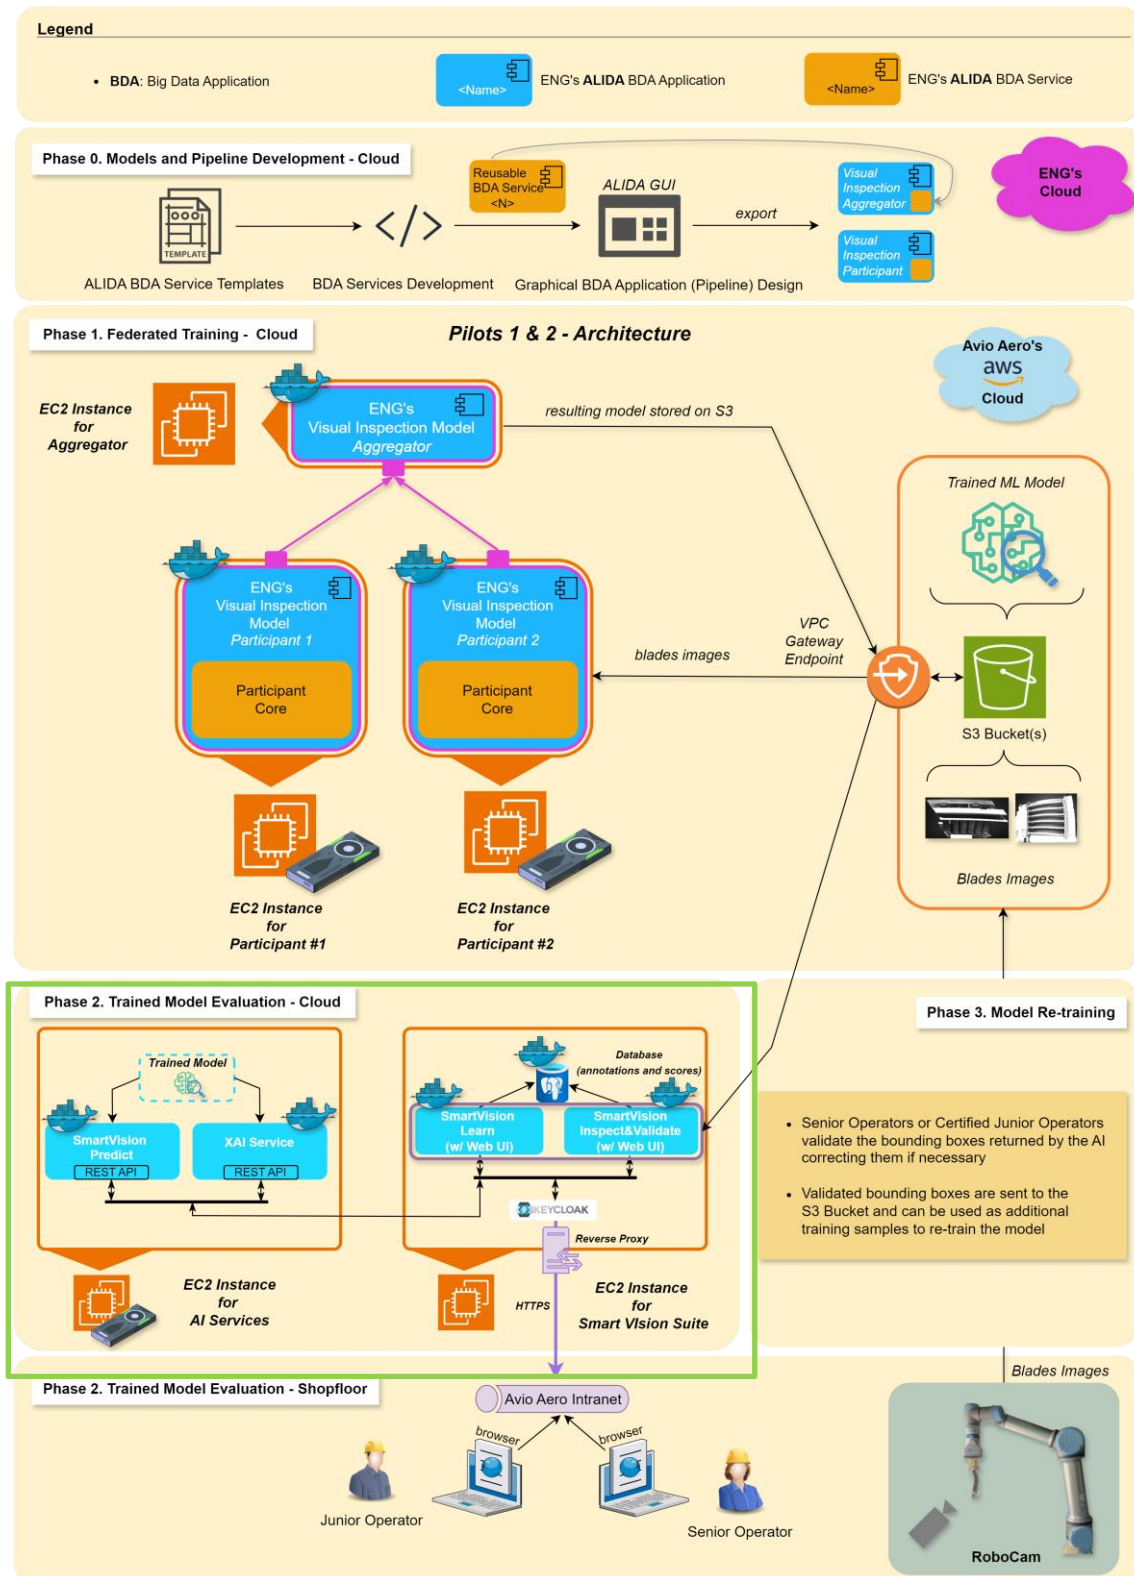 Legend
• BDA: Big Data Application
<Name>
ENG's ALIDA BDA Application
<Name>
ENG's ALIDA BDA Service
Phase 0. Models and Pipeline Development - Cloud
Reusable
BDA Service
<N>
ALIDA GUI
export
Visual
Inspection
Aggregator
Visual
Inspection
Participant
ENG's
Cloud
TEMPLATE
ALIDA BDA Service Templates
BDA Services Development
Graphical BDA Application (Pipeline) Design
Phase 1. Federated Training - Cloud
Pilots 1 & 2 - Architecture
Avio Aero's
aws
Cloud
EC2 Instance
for
Aggregator
ENG's
Visual Inspection Model
Aggregator
resulting model stored on S3
Trained ML Model
ENG's
Visual Inspection
Model
Participant 1
Participant
Core
ENG's
Visual Inspection
Model
Participant 2
Participant
Core
blades images
VPC
Gateway
Endpoint
S3 Bucket(s)
Blades Images
EC2 Instance
for
Participant #1
EC2 Instance
for
Participant #2
Phase 2. Trained Model Evaluation - Cloud
Trained Model
SmartVision
Predict
REST API
XAI Service
REST API
Database
(annotations and scores)
SmartVision
Learn
(w/ Web UI)
SmartVision
Inspect&Validate
(w/ Web UI)
KEYCLOAK
Reverse Proxy
HTTPS
EC2 Instance
for
AI Services
EC2 Instance
for
Smart VIsion Suite
Phase 3. Model Re-training
• Senior Operators or Certified Junior Operators
validate the bounding boxes returned by the AI
correcting them if necessary
• Validated bounding boxes are sent to the
S3 Bucket and can be used as additional
training samples to re-train the model
Phase 2. Trained Model Evaluation - Shopfloor
Avio Aero Intranet
browser
browser
Junior Operator
Senior Operator
Blades Images
RoboCam